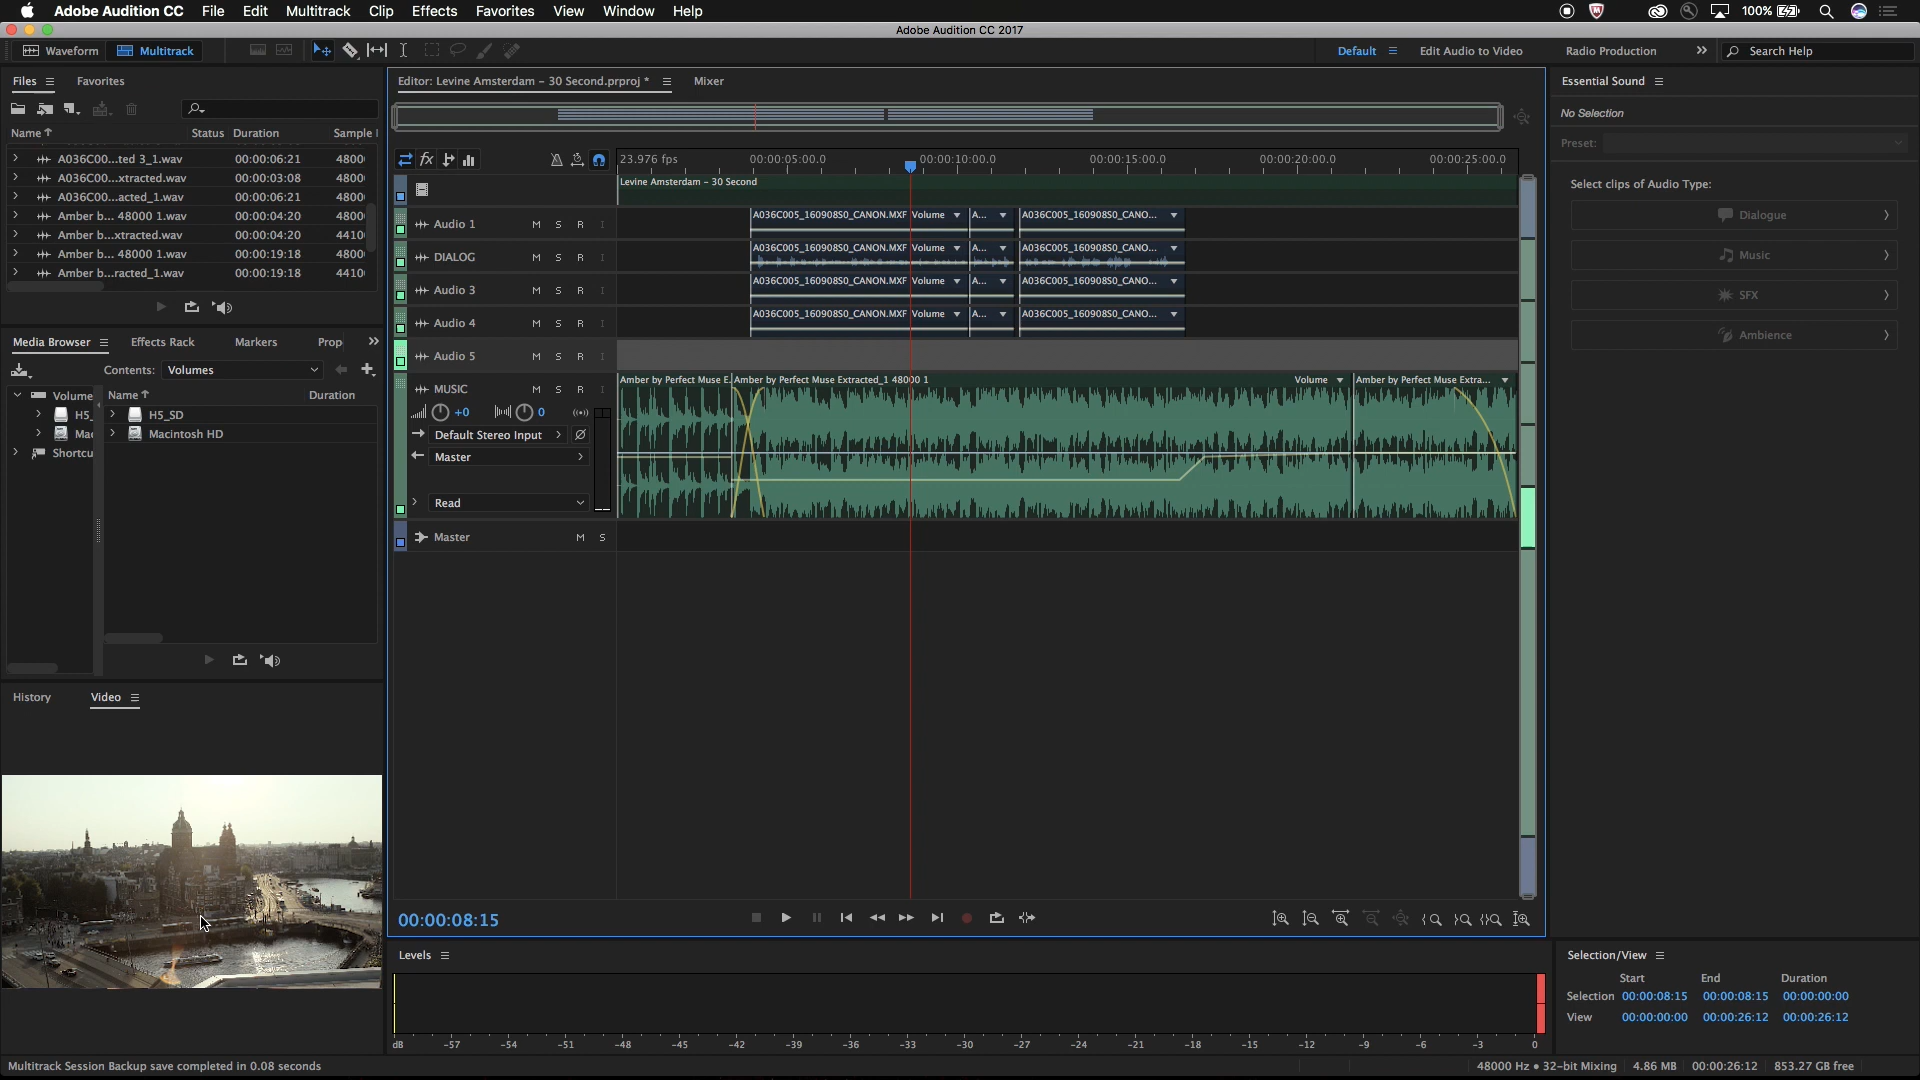 Adobe Audition CC File Edit Multitrack Clip Effects Favorites View Window Help 100%
Adobe Audition CC 2017
Waveform Multitrack Default Edit Audio to Video Radio Production Search Help
Files Favorites
Name Status Duration Sample
A036C00...ted 3_1.wav 00:00:06:21 4800
A036C00...xtracted.wav 00:00:03:08 4800
A036C00...acted_1.wav 00:00:06:21 4800
Amber b... 48000 1.wav 00:00:04:20 4800
Amber b...xtracted.wav 00:00:04:20 4410
Amber b... 48000 1.wav 00:00:19:18 4800
Amber b...racted_1.wav 00:00:19:18 4410
Media Browser Effects Rack Markers Prop
Contents: Volumes
Volume Name Duration
H5_ H5_SD
Mac Macintosh HD
Shortcu
History Video
Editor: Levine Amsterdam - 30 Second.prproj * Mixer
23.976 fps 00:00:05:00.0 00:00:10:00.0 00:00:15:00.0 00:00:20:00.0 00:00:25:00.0
Levine Amsterdam - 30 Second
Audio 1 M S R I A036C005_160908S0_CANON.MXF Volume A... A036C005_160908S0_CANO...
DIALOG M S R I A036C005_160908S0_CANON.MXF Volume A... A036C005_160908S0_CANO...
Audio 3 M S R I A036C005_160908S0_CANON.MXF Volume A... A036C005_160908S0_CANO...
Audio 4 M S R I A036C005_160908S0_CANON.MXF Volume A... A036C005_160908S0_CANO...
Audio 5 M S R I
MUSIC M S R I Amber by Perfect Muse E. Amber by Perfect Muse Extracted_1 48000 1 Volume Amber by Perfect Muse Extra...
+0 0
Default Stereo Input
Master
Read
Master M S
00:00:08:15
Levels
dB -57 -54 -51 -48 -45 -42 -39 -36 -33 -30 -27 -24 -21 -18 -15 -12 -9 -6 -3 0
Essential Sound
No Selection
Preset:
Select clips of Audio Type:
Dialogue
Music
SFX
Ambience
Selection/View
Start End Duration
Selection 00:00:08:15 00:00:08:15 00:00:00:00
View 00:00:00:00 00:00:26:12 00:00:26:12
Multitrack Session Backup save completed in 0.08 seconds 48000 Hz • 32-bit Mixing 4.86 MB 00:00:26:12 853.27 GB free